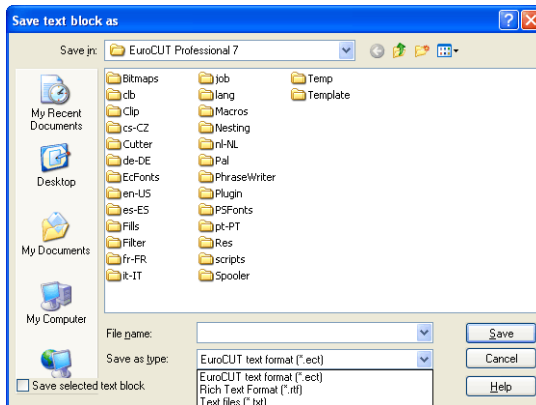 Save text block as
Save in: EuroCUT Professional 7
My Recent Documents
Desktop
My Documents
My Computer
Bitmaps
clb
Clip
cs-CZ
Cutter
de-DE
EcFonts
en-US
es-ES
Fills
Filter
fr-FR
it-IT
job
lang
Macros
Nesting
nl-NL
Pal
PhraseWriter
Plugin
PSFonts
pt-PT
Res
scripts
Spooler
Temp
Template
File name:
Save
Save as type: EuroCUT text format (*.ect)
Cancel
Save selected text block
EuroCUT text format (*.ect)
Rich Text Format (*.rtf)
Text files (*.txt)
Help